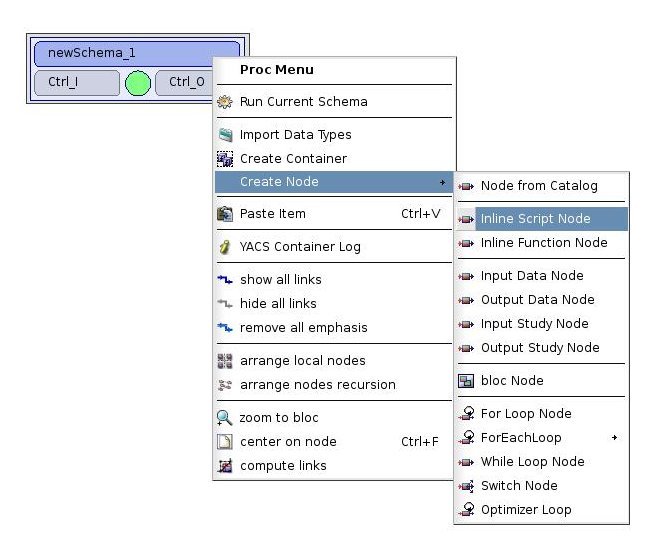 newSchema_1
Ctrl_I
Ctrl_O
Proc Menu
Run Current Schema
Import Data Types
Create Container
Create Node
Paste Item Ctrl+V
YACS Container Log
show all links
hide all links
remove all emphasis
arrange local nodes
arrange nodes recursion
zoom to bloc
center on node Ctrl+F
compute links
Node from Catalog
Inline Script Node
Inline Function Node
Input Data Node
Output Data Node
Input Study Node
Output Study Node
bloc Node
For Loop Node
ForEachLoop
While Loop Node
Switch Node
Optimizer Loop